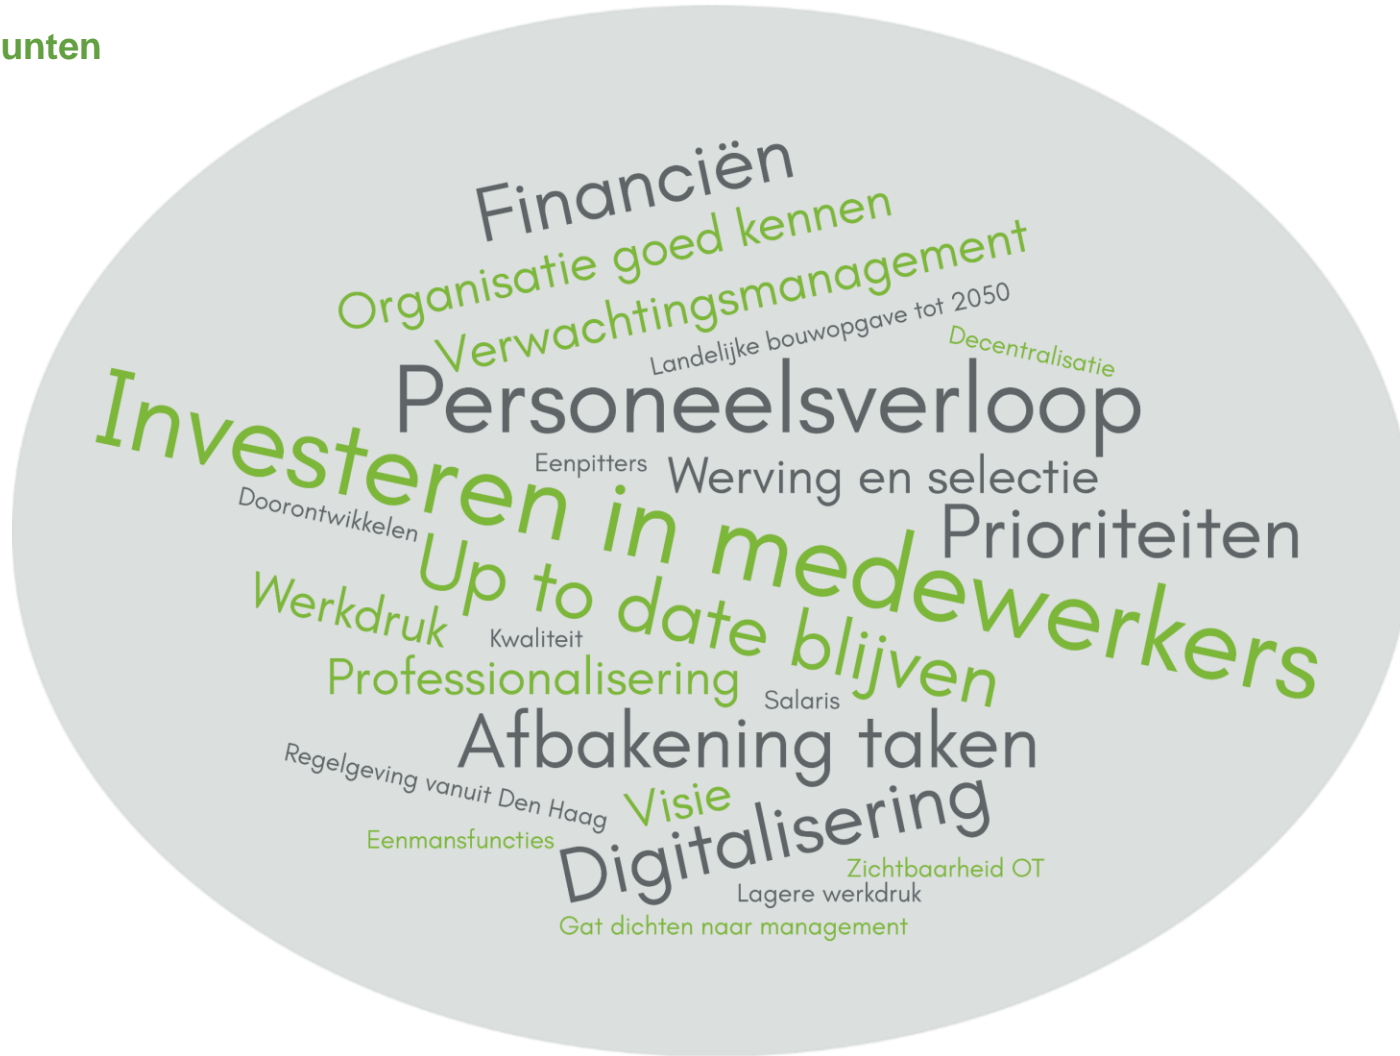 unten
Financiën
Organisatie goed kennen
Verwachtingsmanagement
Landelijke bouwopgave tot 2050
Decentralisatie
Personeelsverloop
Investeren in medewerkers
Eenpitters
Werving en selectie
Doorontwikkelen
Prioriteiten
Up to date blijven
Werkdruk
Kwaliteit
Professionalisering
Salaris
Afbakening taken
Regelgeving vanuit Den Haag
Visie
Digitalisering
Eenmansfuncties
Zichtbaarheid OT
Lagere werkdruk
Gat dichten naar management